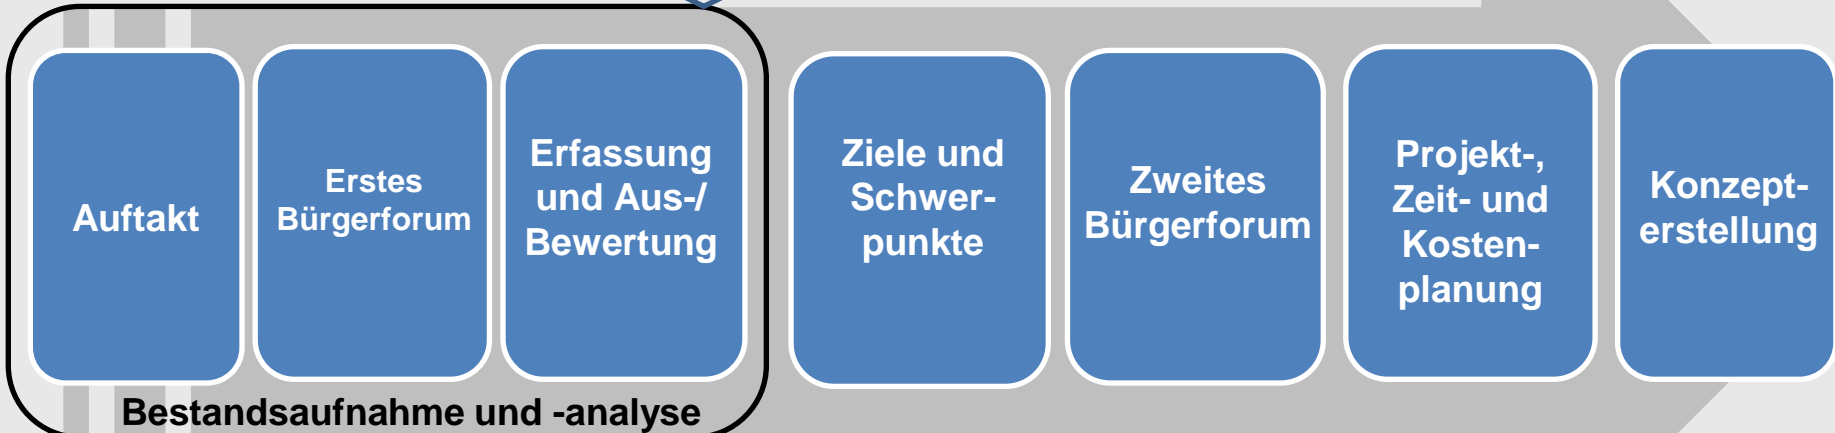 Auftakt
Erstes
Bürgerforum
Erfassung
und Aus-/
Bewertung
Ziele und
Schwer-
punkte
Zweites
Bürgerforum
Projekt-,
Zeit- und
Kosten-
planung
Konzept-
erstellung
Bestandsaufnahme und -analyse